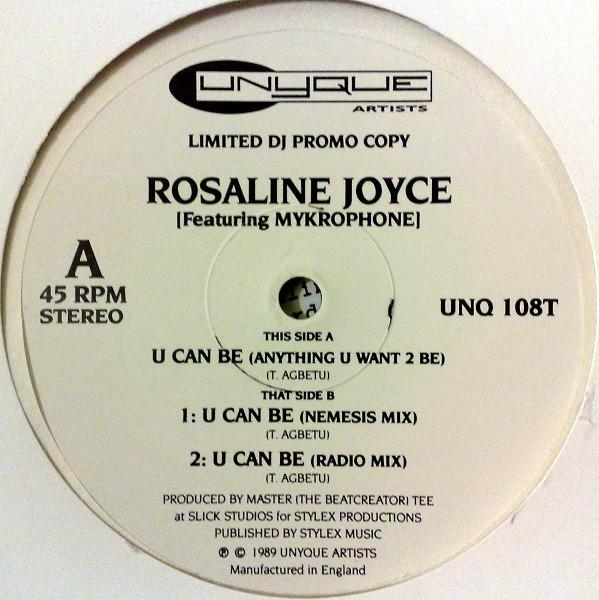 UNYQUE
ARTISTS
LIMITED DJ PROMO COPY
ROSALINE JOYCE
[Featuring MYKROPHONE]
A
45 RPM
STEREO
UNQ 108T
THIS SIDE A
U CAN BE (ANYTHING U WANT 2 BE)
(T. AGBETU)
THAT SIDE B
1: U CAN BE (NEMESIS MIX)
(T. AGBETU)
2: U CAN BE (RADIO MIX)
(T. AGBETU)
PRODUCED BY MASTER (THE BEATCREATOR) TEE
at SLICK STUDIOS for STYLEX PRODUCTIONS
PUBLISHED BY STYLEX MUSIC
℗ © 1989 UNYQUE ARTISTS
Manufactured in England